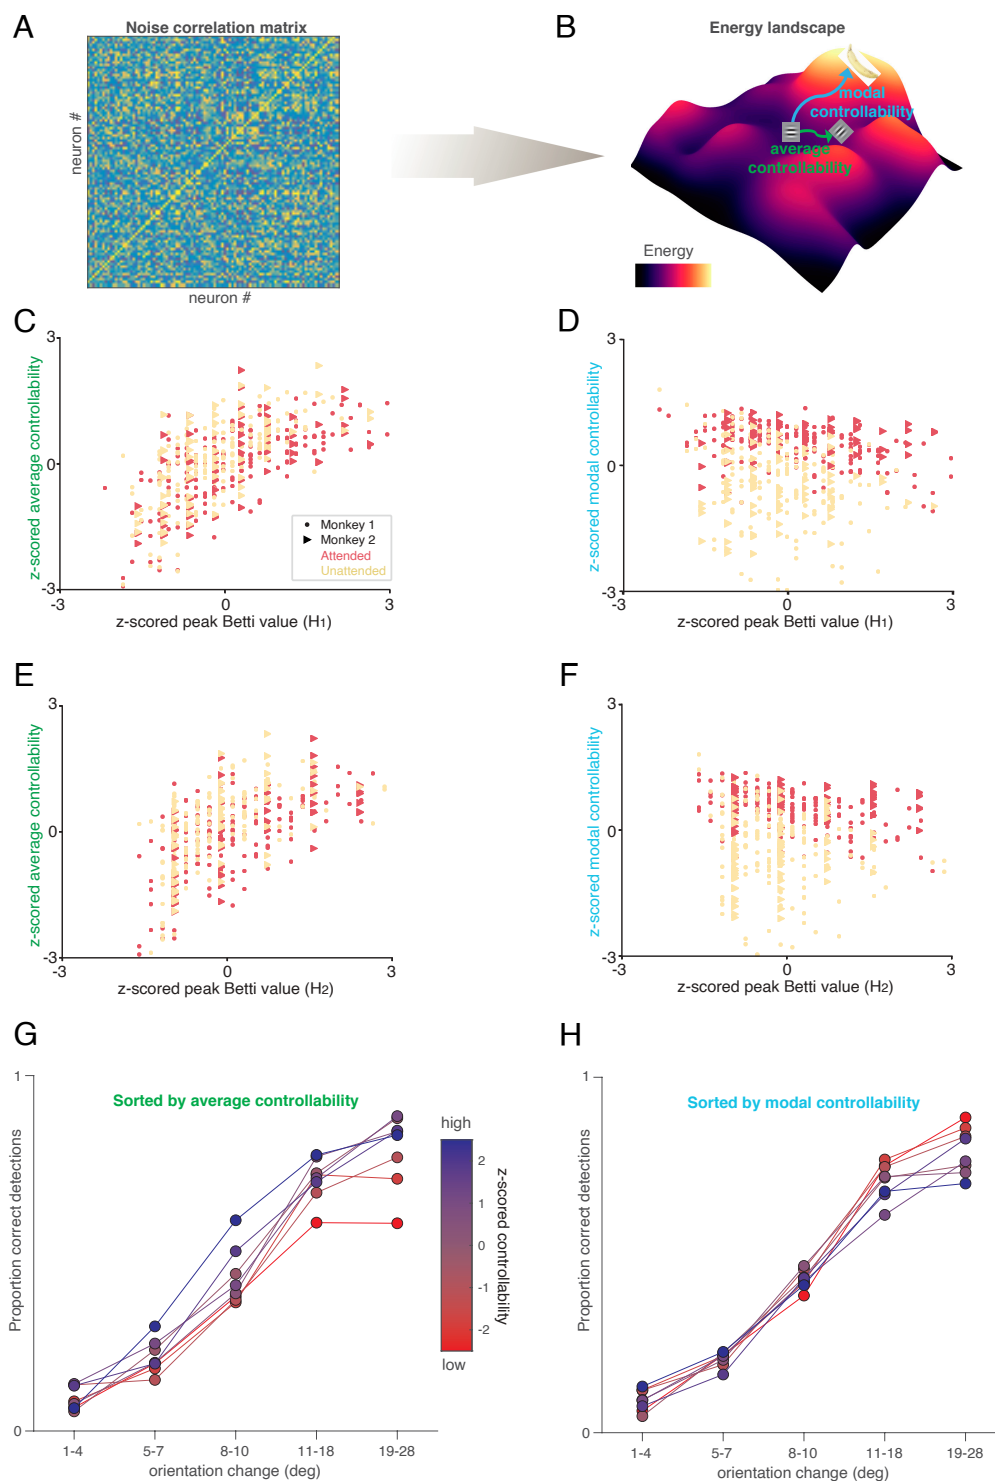 A
Noise correlation matrix
neuron #
neuron #
B
Energy landscape
modal
controllability
average
controllability
Energy
C
3
0
-3
z-scored average controllability
Monkey 1
Monkey 2
Attended
Unattended
-3
0
3
z-scored peak Betti value (H1)
D
3
0
-3
z-scored modal controllability
-3
0
3
z-scored peak Betti value (H1)
E
3
0
-3
z-scored average controllability
-3
0
3
z-scored peak Betti value (H2)
F
3
0
-3
z-scored modal controllability
-3
0
3
z-scored peak Betti value (H2)
G
1
0
Proportion correct detections
Sorted by average controllability
high
2
1
0
-1
-2
low
z-scored controllability
1-4
5-7
8-10
11-18
19-28
orientation change (deg)
H
1
0
Proportion correct detections
Sorted by modal controllability
1-4
5-7
8-10
11-18
19-28
orientation change (deg)